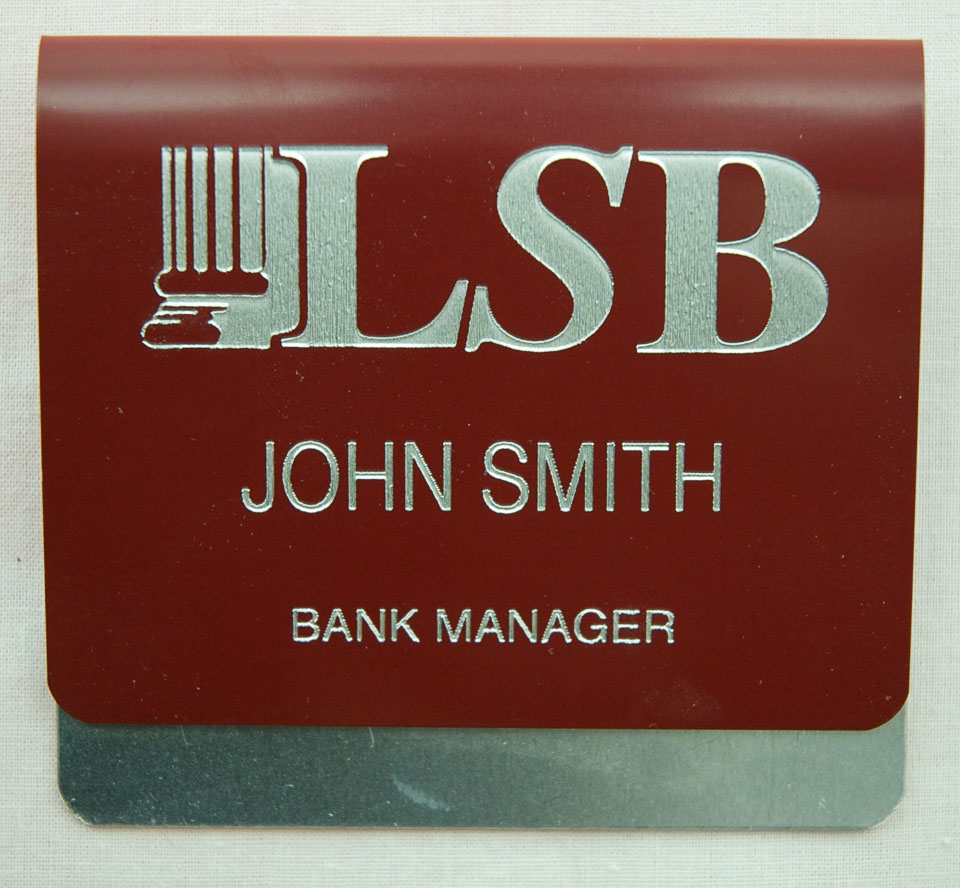 LSB
JOHN SMITH
BANK MANAGER